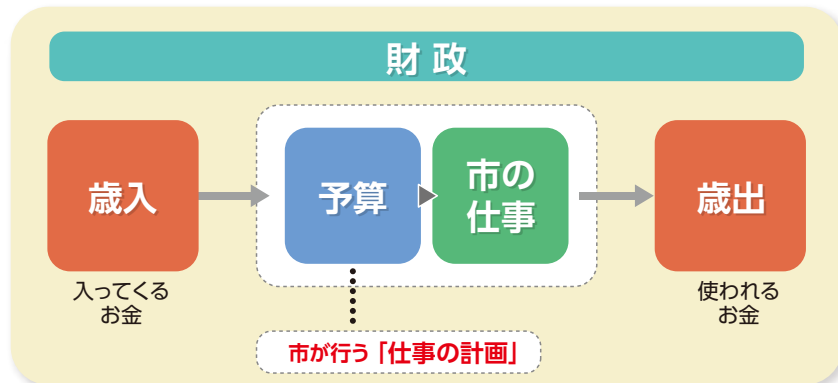 財 政
歳入
入ってくる
お金
予算
市の
仕事
歳出
使われる
お金
市が行う「仕事の計画」